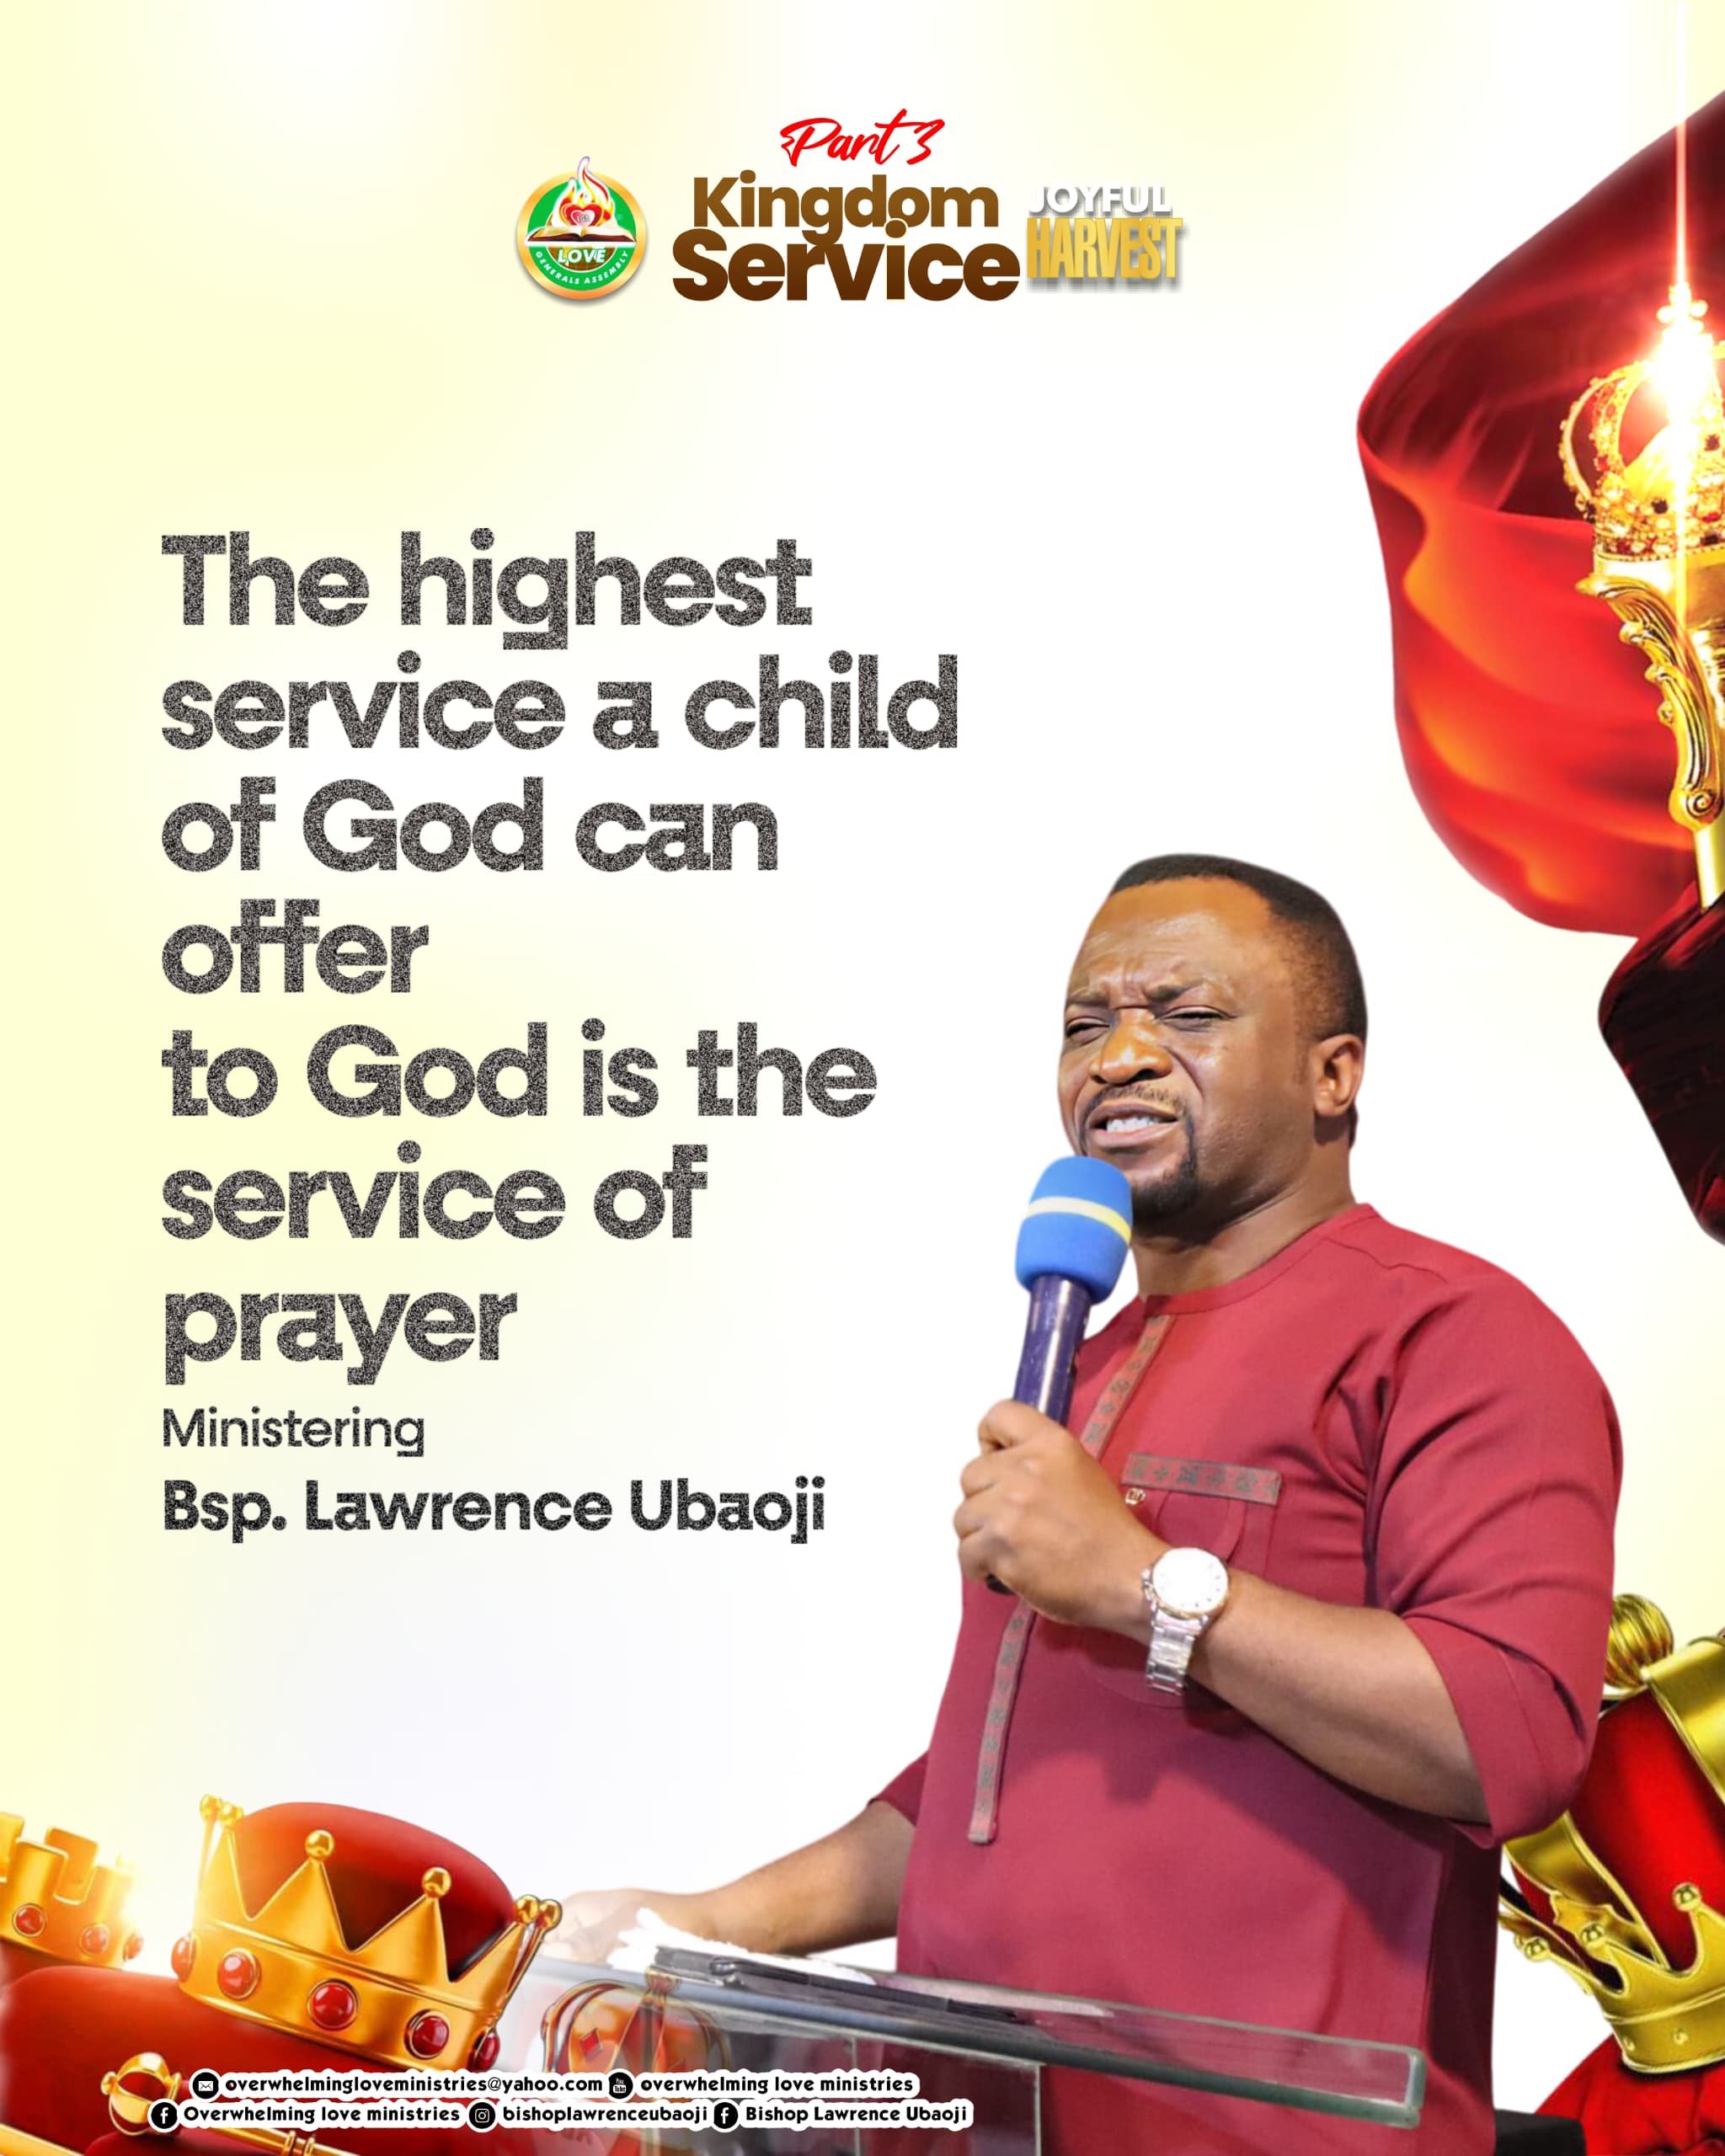 Part 3
Kingdom
Service
JOYFUL
HARVEST
LOVE
GENERALS ASSEMBLY
The highest
service a child
of God can
offer
to God is the
service of
prayer
Ministering
Bsp. Lawrence Ubaoji
overwhelmingloveministries@yahoo.com overwhelming love ministries
Overwhelming love ministries bishoplawrenceubaoji Bishop Lawrence Ubaoji